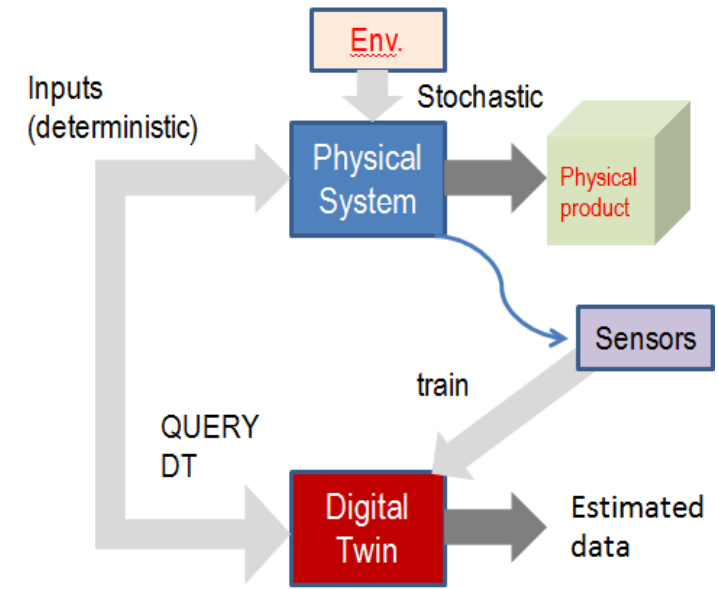 Env.
Inputs
(deterministic)
Stochastic
Physical
System
Physical
product
Sensors
train
QUERY
DT
Digital
Twin
Estimated
data